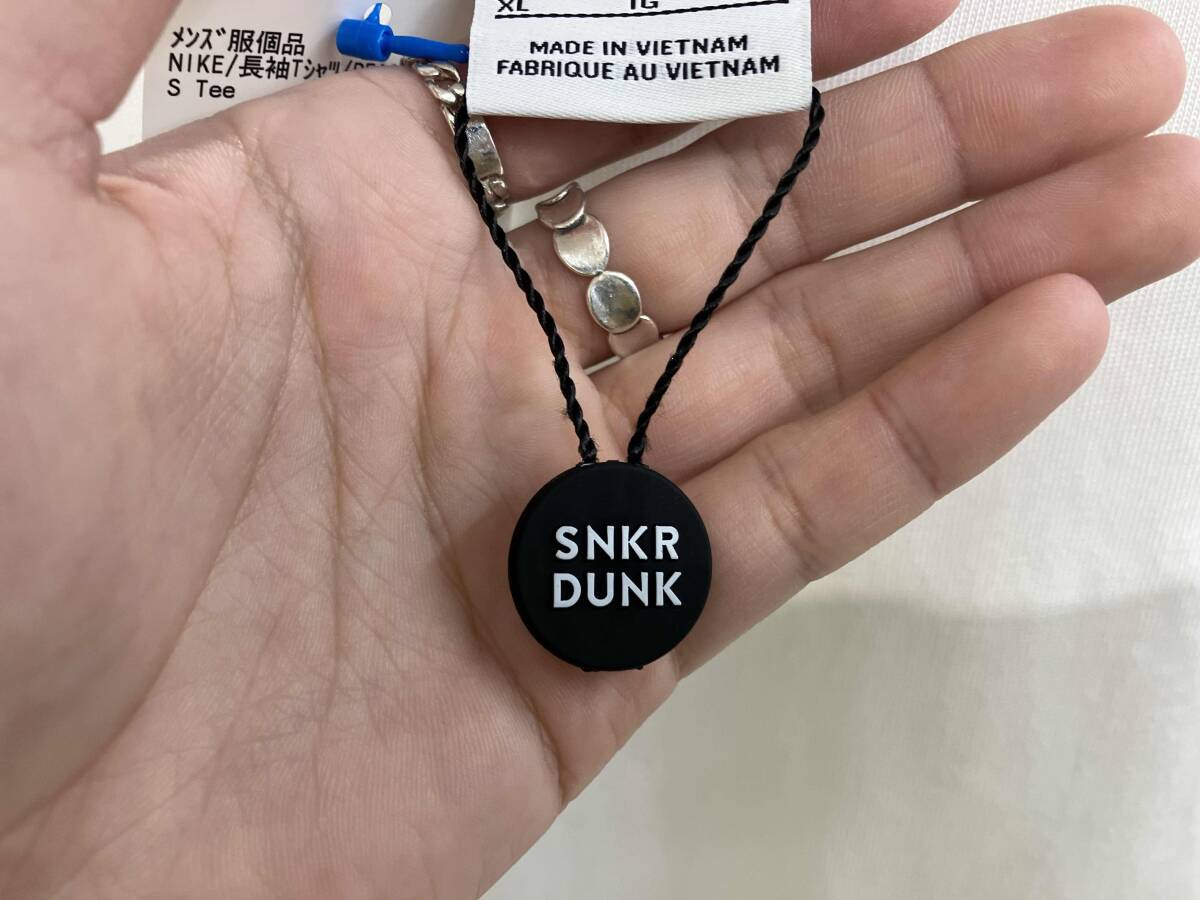 メンズ服個品
NIKE/長袖Tシャツ/
S Tee
XL TG
MADE IN VIETNAM
FABRIQUE AU VIETNAM
SNKR
DUNK